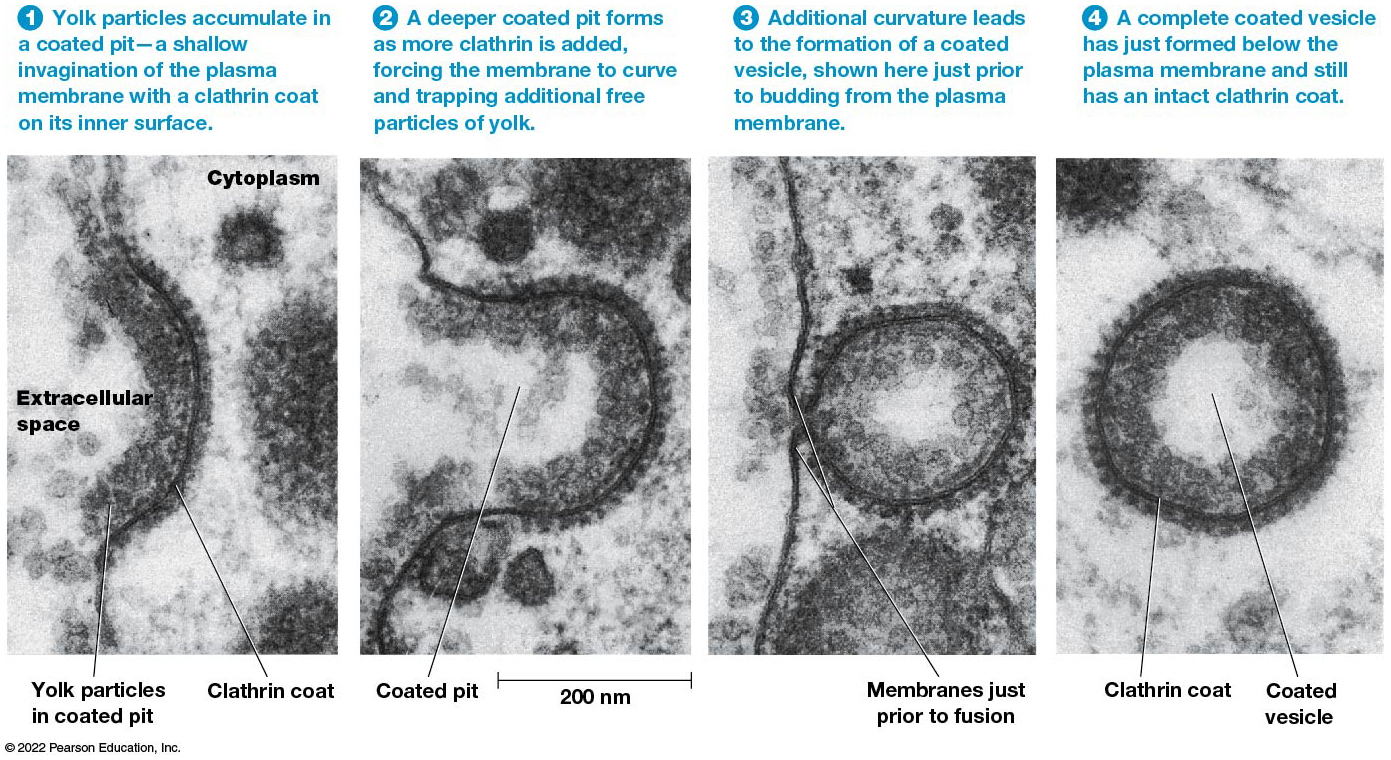 1 Yolk particles accumulate in
a coated pit—a shallow
invagination of the plasma
membrane with a clathrin coat
on its inner surface.
2 A deeper coated pit forms
as more clathrin is added,
forcing the membrane to curve
and trapping additional free
particles of yolk.
3 Additional curvature leads
to the formation of a coated
vesicle, shown here just prior
to budding from the plasma
membrane.
4 A complete coated vesicle
has just formed below the
plasma membrane and still
has an intact clathrin coat.
Cytoplasm
Extracellular
space
Yolk particles
in coated pit
Clathrin coat
Coated pit
200 nm
Membranes just
prior to fusion
Clathrin coat
Coated
vesicle
© 2022 Pearson Education, Inc.